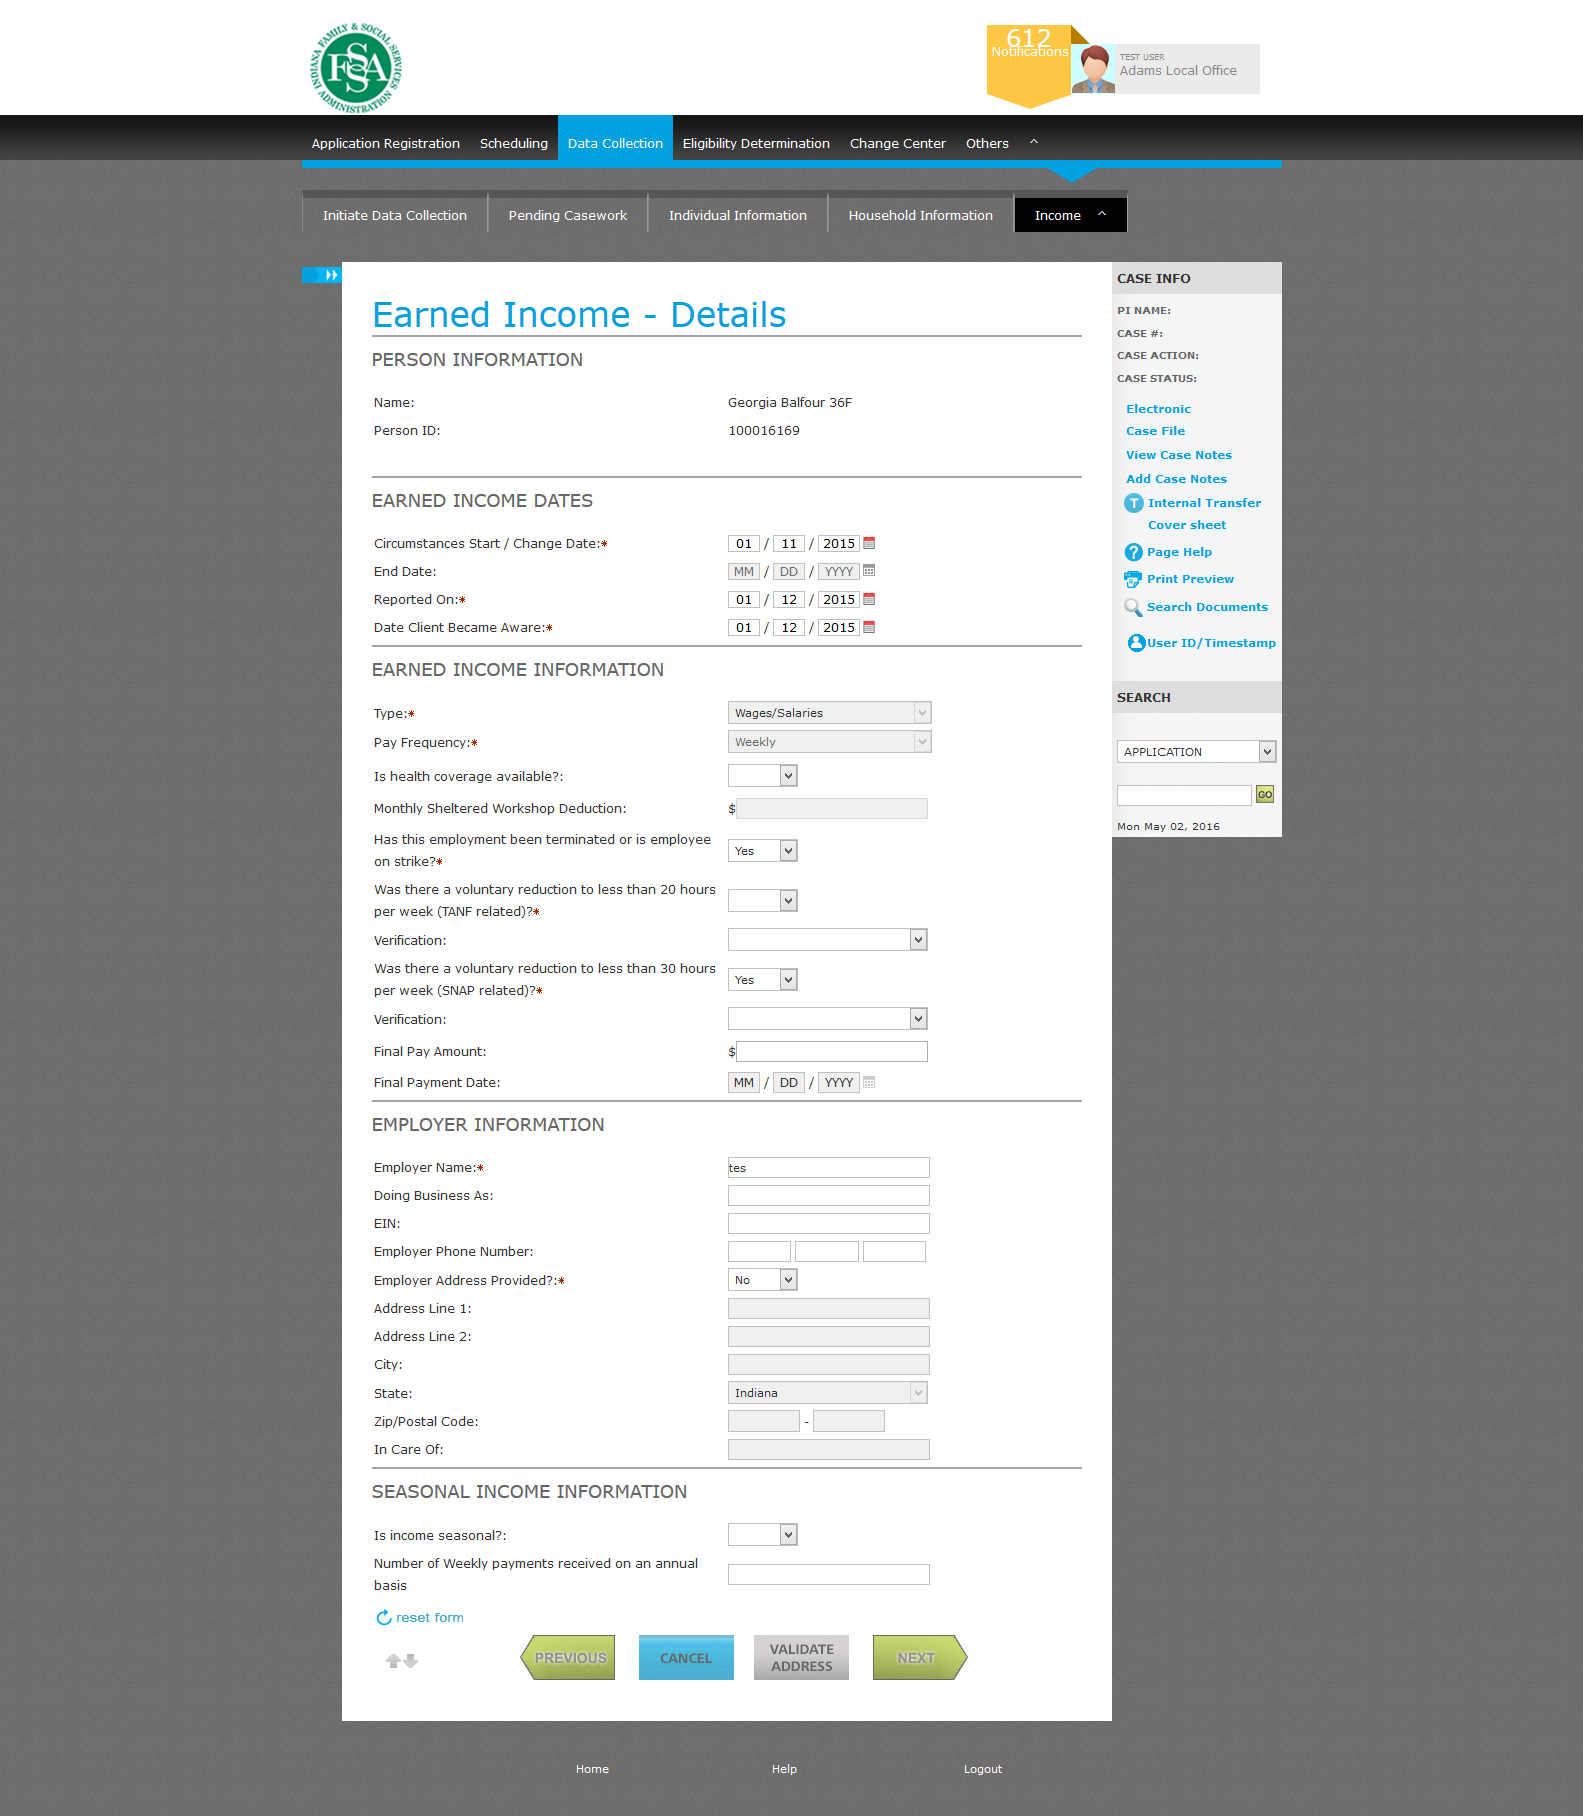 INDIANA FAMILY & SOCIAL SERVICES ADMINISTRATION
FSSA
612
Notifications
TEST USER
Adams Local Office
Application Registration Scheduling Data Collection Eligibility Determination Change Center Others
Initiate Data Collection Pending Casework Individual Information Household Information Income
Earned Income - Details
PERSON INFORMATION
Name: Georgia Balfour 36F
Person ID: 100016169
EARNED INCOME DATES
Circumstances Start / Change Date:* 01 / 11 / 2015
End Date: MM / DD / YYYY
Reported On:* 01 / 12 / 2015
Date Client Became Aware:* 01 / 12 / 2015
EARNED INCOME INFORMATION
Type:* Wages/Salaries
Pay Frequency:* Weekly
Is health coverage available?:
Monthly Sheltered Workshop Deduction: $
Has this employment been terminated or is employee
on strike?* Yes
Was there a voluntary reduction to less than 20 hours
per week (TANF related)?*
Verification:
Was there a voluntary reduction to less than 30 hours
per week (SNAP related)?* Yes
Verification:
Final Pay Amount: $
Final Payment Date: MM / DD / YYYY
EMPLOYER INFORMATION
Employer Name:* tes
Doing Business As:
EIN:
Employer Phone Number:
Employer Address Provided?:* No
Address Line 1:
Address Line 2:
City:
State: Indiana
Zip/Postal Code: -
In Care Of:
SEASONAL INCOME INFORMATION
Is income seasonal?:
Number of Weekly payments received on an annual
basis
reset form
PREVIOUS CANCEL VALIDATE ADDRESS NEXT
CASE INFO
PI NAME:
CASE #:
CASE ACTION:
CASE STATUS:
Electronic
Case File
View Case Notes
Add Case Notes
T Internal Transfer
Cover sheet
? Page Help
Print Preview
Search Documents
User ID/Timestamp
SEARCH
APPLICATION
GO
Mon May 02, 2016
Home Help Logout